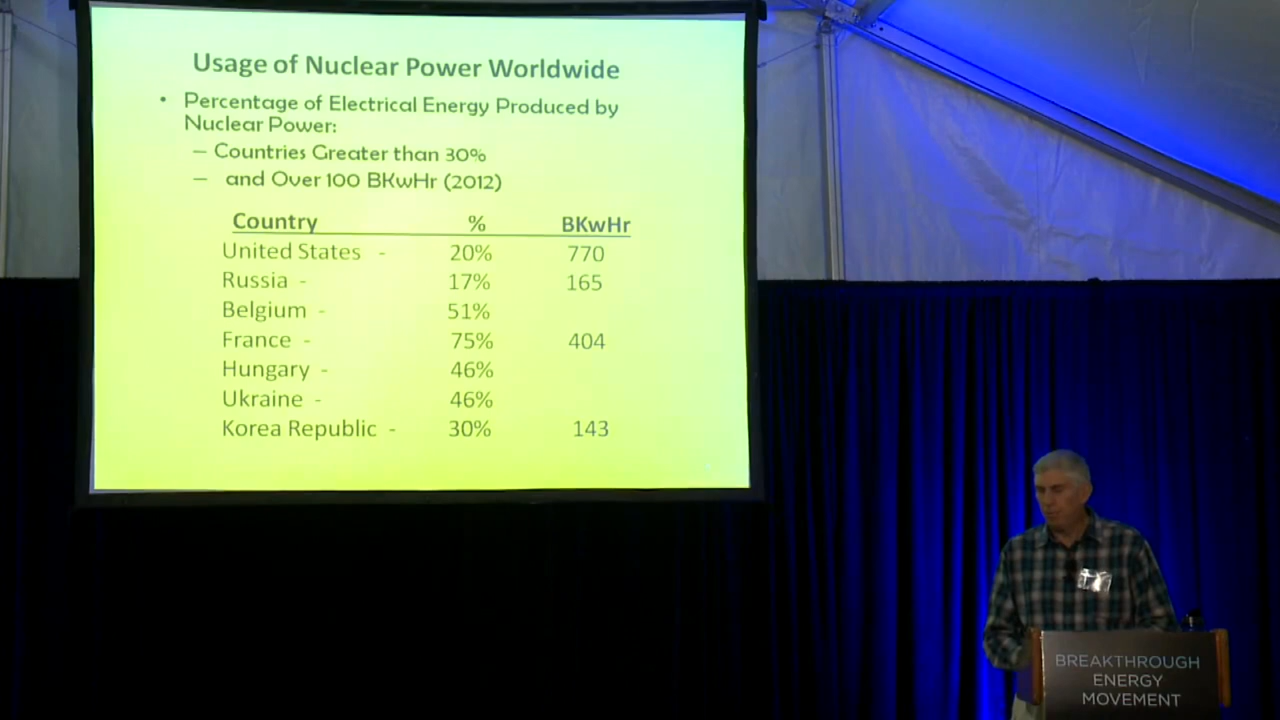 Usage of Nuclear Power Worldwide
• Percentage of Electrical Energy Produced by
Nuclear Power:
– Countries Greater than 30%
– and Over 100 BKwHr (2012)
Country % BKwHr
United States - 20% 770
Russia - 17% 165
Belgium - 51%
France - 75% 404
Hungary - 46%
Ukraine - 46%
Korea Republic - 30% 143
BREAKTHROUGH
ENERGY
MOVEMENT